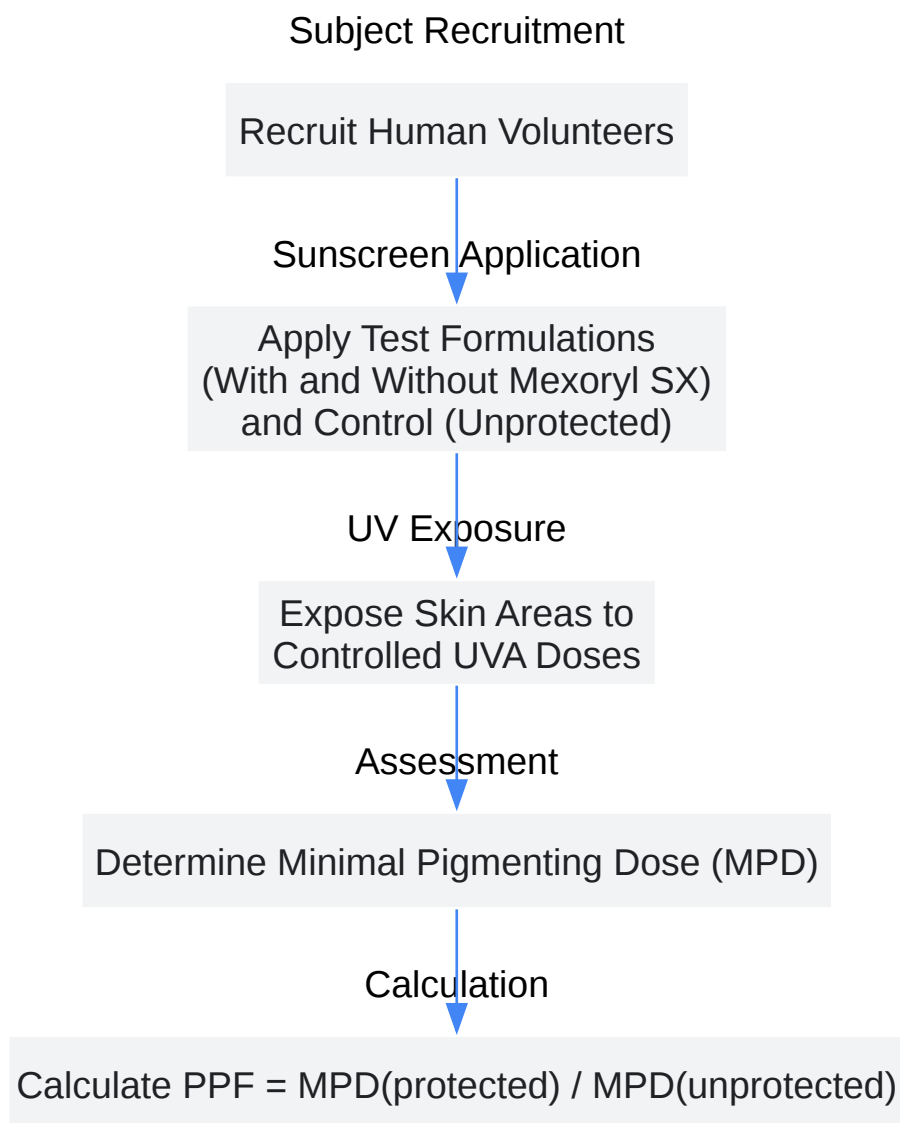 Subject Recruitment
Recruit Human Volunteers
Sunscreen Application
Apply Test Formulations
(With and Without Mexoryl SX)
and Control (Unprotected)
UV Exposure
Expose Skin Areas to
Controlled UVA Doses
Assessment
Determine Minimal Pigmenting Dose (MPD)
Calculation
Calculate PPF = MPD(protected) / MPD(unprotected)